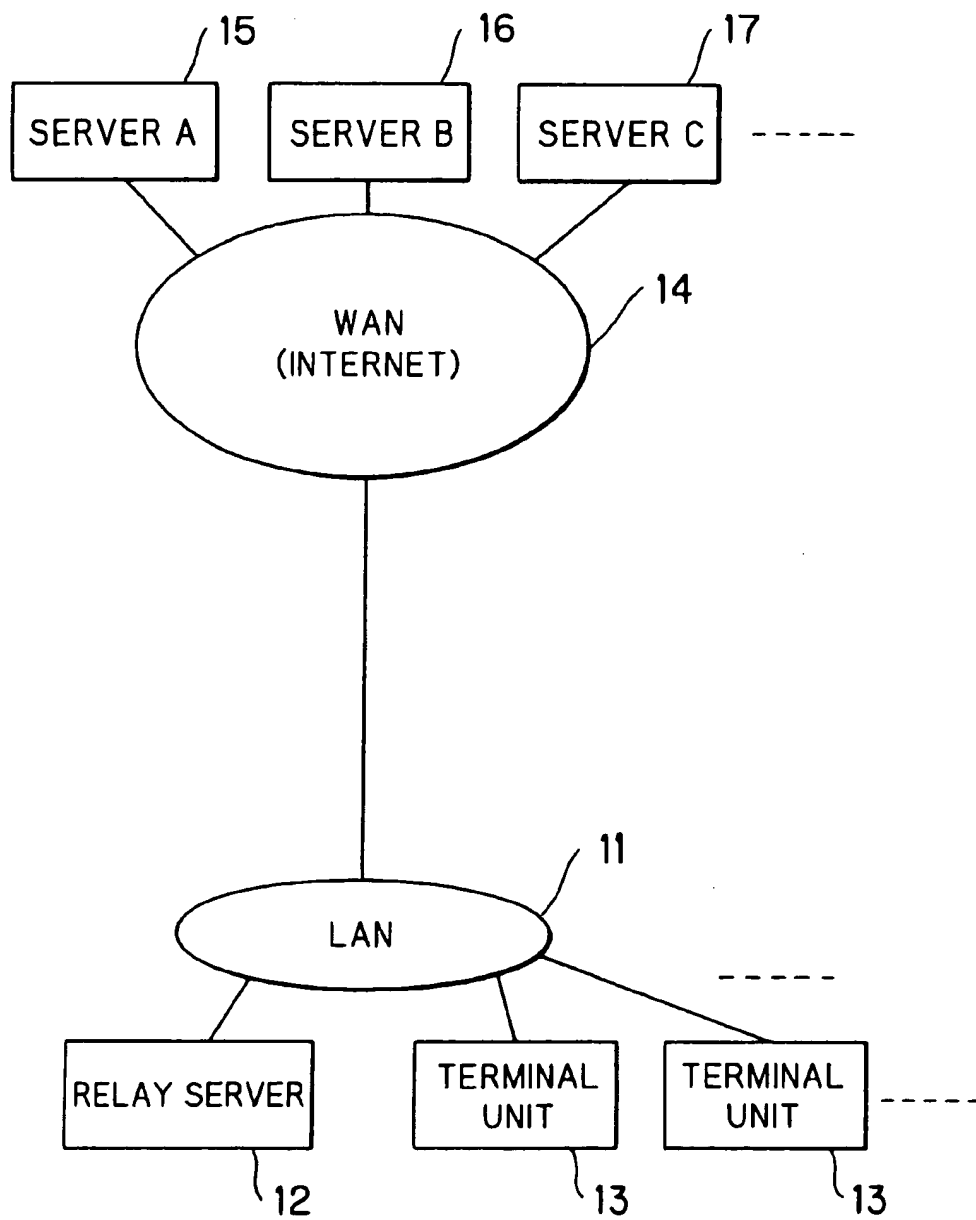 15
16
17
SERVER A
SERVER B
SERVER C
14
WAN
(INTERNET)
11
LAN
RELAY SERVER
TERMINAL
UNIT
TERMINAL
UNIT
12
13
13